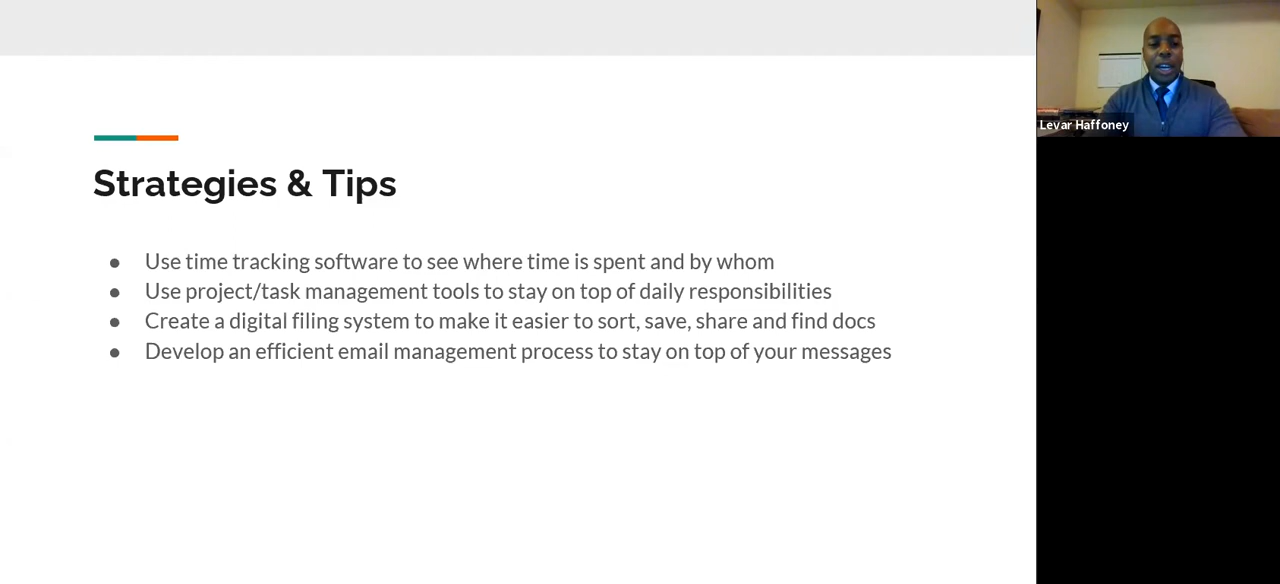 Strategies & Tips
● Use time tracking software to see where time is spent and by whom
● Use project/task management tools to stay on top of daily responsibilities
● Create a digital filing system to make it easier to sort, save, share and find docs
● Develop an efficient email management process to stay on top of your messages
Levar Haffoney